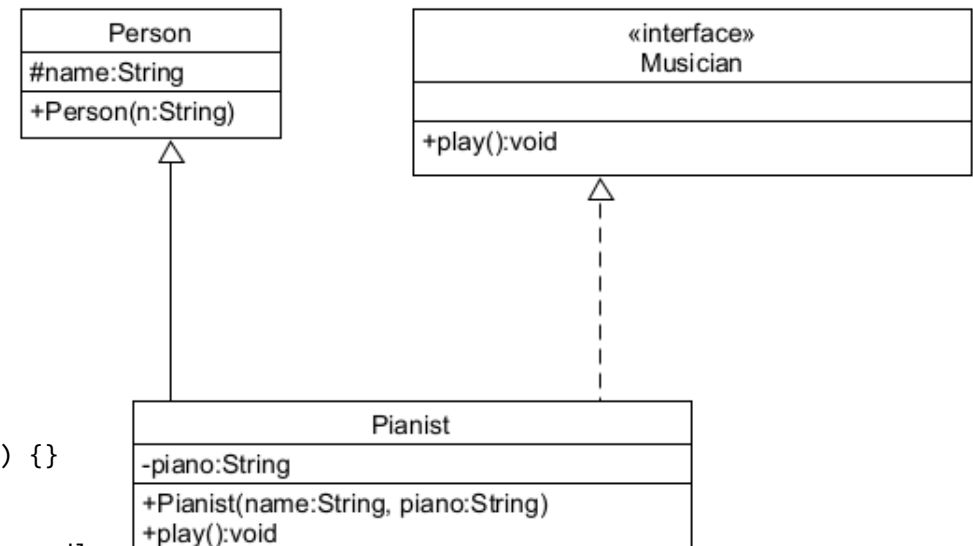 Person
#name:String
+Person(n:String)
«interface»
Musician
+play():void
Pianist
) {}
-piano:String
+Pianist(name:String, piano:String)
+play():void